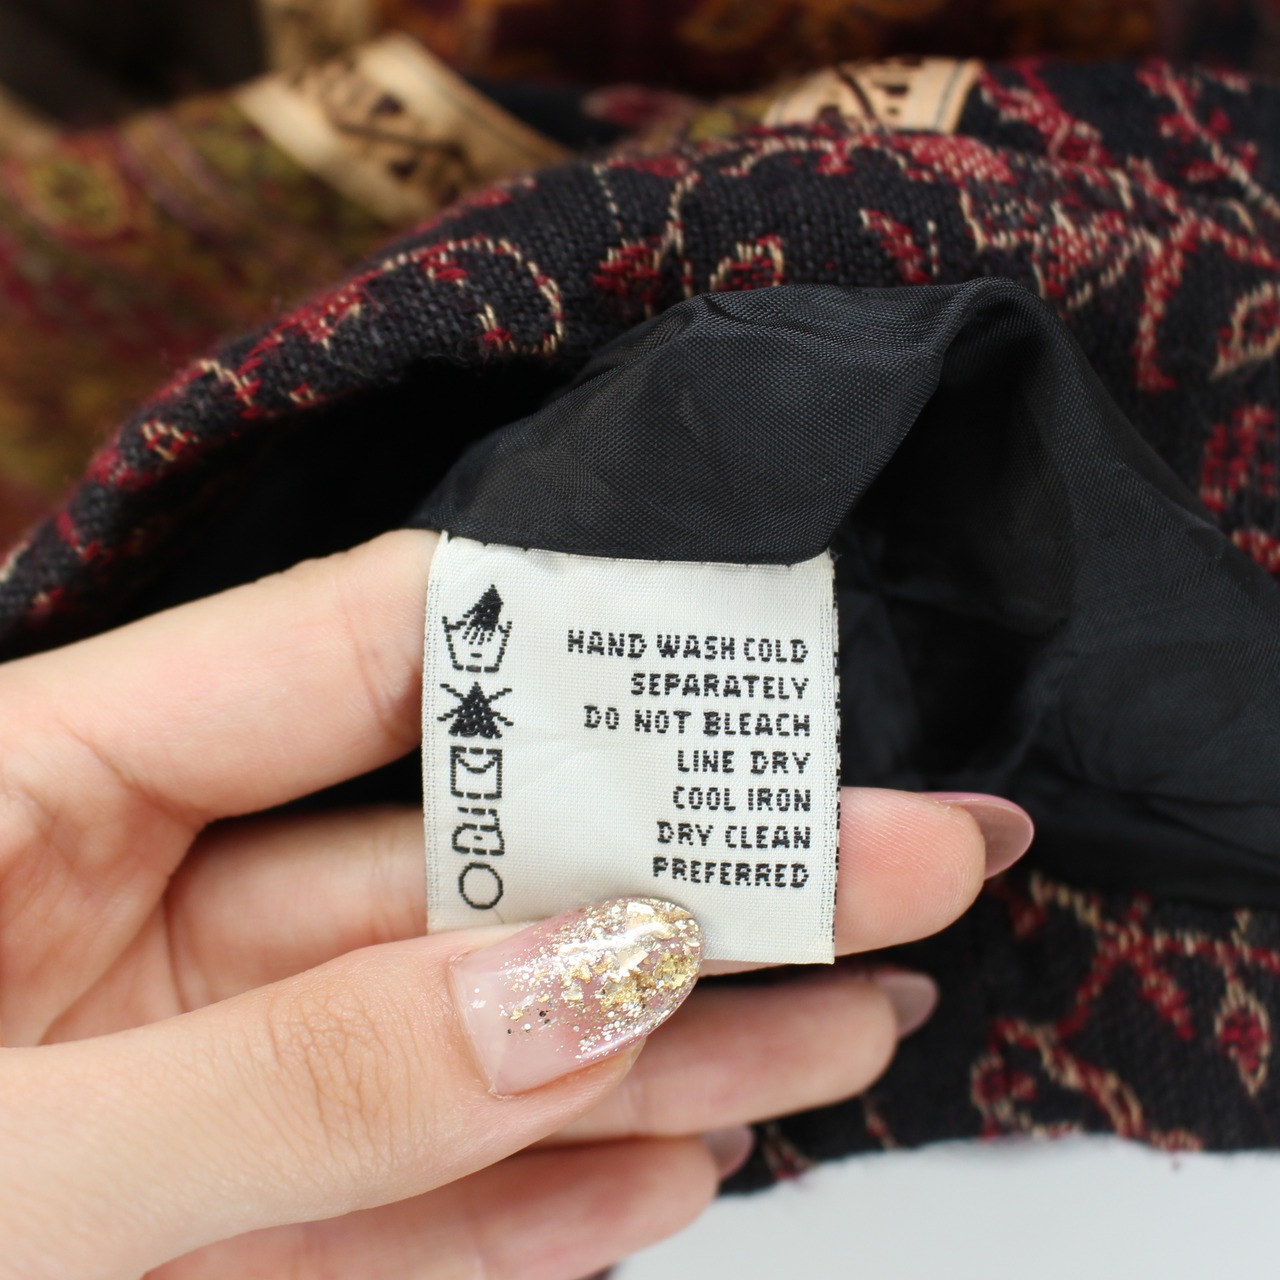 HAND WASH COLD
SEPARATELY
DO NOT BLEACH
LINE DRY
COOL IRON
DRY CLEAN
PREFERRED